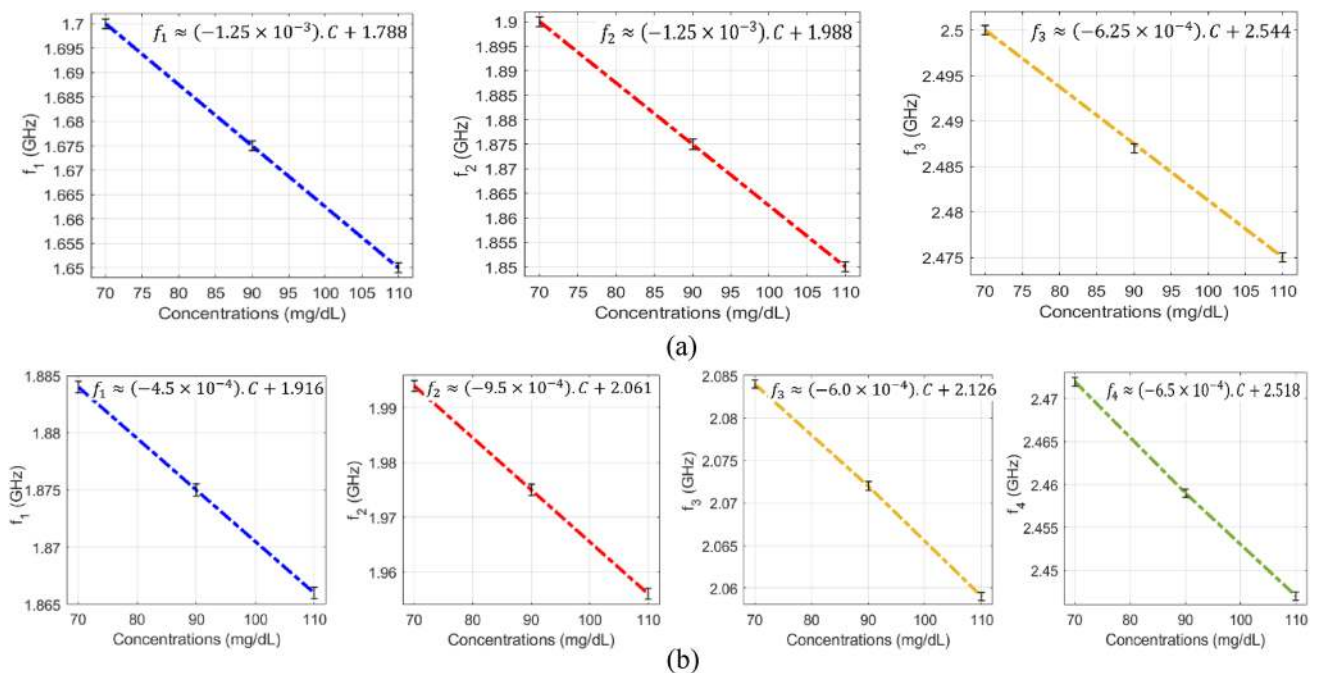 f₁ ≈ (−1.25 × 10⁻³). C + 1.788
1.7
1.695
1.69
1.685
1.68
1.675
1.67
1.665
1.66
1.655
1.65
f₁ (GHz)
70 75 80 85 90 95 100 105 110
Concentrations (mg/dL)
f₂ ≈ (−1.25 × 10⁻³). C + 1.988
1.9
1.895
1.89
1.885
1.88
1.875
1.87
1.865
1.86
1.855
1.85
f₂ (GHz)
70 75 80 85 90 95 100 105 110
Concentrations (mg/dL)
f₃ ≈ (−6.25 × 10⁻⁴). C + 2.544
2.5
2.495
2.49
2.485
2.48
2.475
f₃ (GHz)
70 75 80 85 90 95 100 105 110
Concentrations (mg/dL)
(a)
f₁ ≈ (−4.5 × 10⁻⁴). C + 1.916
1.885
1.88
1.875
1.87
1.865
f₁ (GHz)
70 80 90 100 110
Concentrations (mg/dL)
f₂ ≈ (−9.5 × 10⁻⁴). C + 2.061
1.99
1.98
1.97
1.96
f₂ (GHz)
70 80 90 100 110
Concentrations (mg/dL)
f₃ ≈ (−6.0 × 10⁻⁴). C + 2.126
2.085
2.08
2.075
2.07
2.065
2.06
f₃ (GHz)
70 80 90 100 110
Concentrations (mg/dL)
f₄ ≈ (−6.5 × 10⁻⁴). C + 2.518
2.47
2.465
2.46
2.455
2.45
f₄ (GHz)
70 80 90 100 110
Concentrations (mg/dL)
(b)